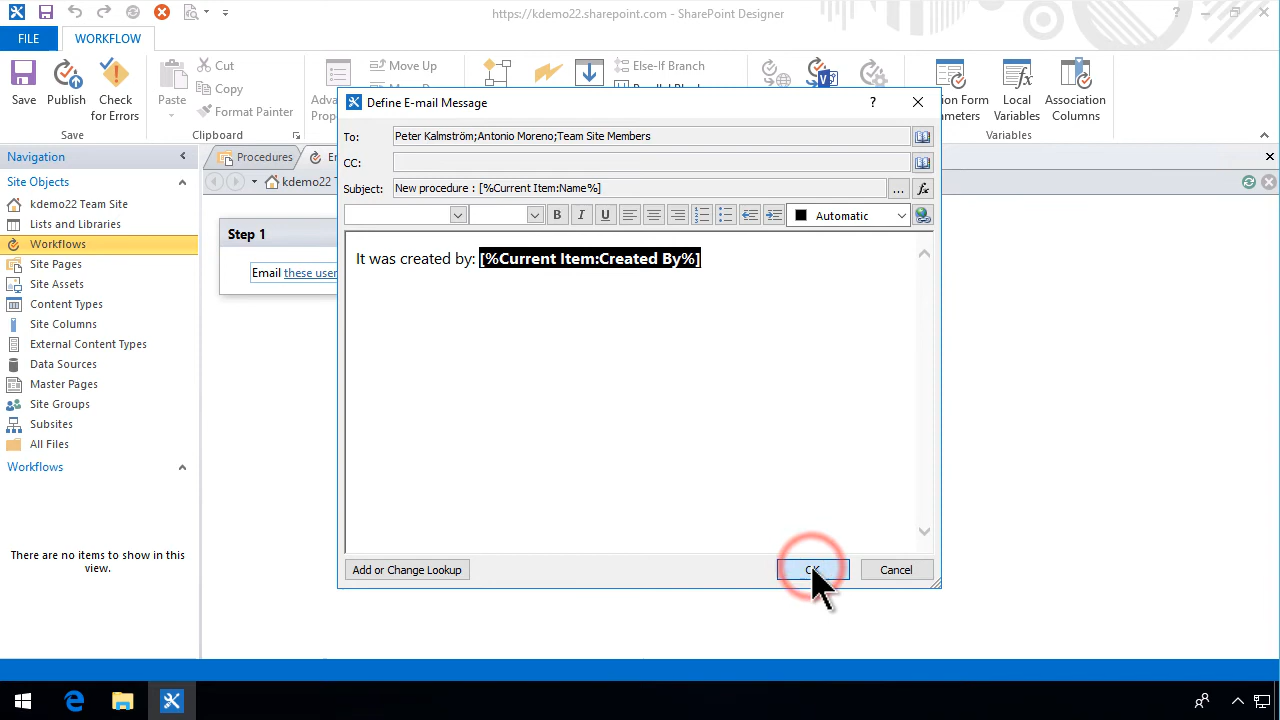 https://kdemo22.sharepoint.com - SharePoint Designer
FILE
WORKFLOW
Save
Publish
Check for Errors
Save
Paste
Cut
Copy
Format Painter
Move Up
Else-If Branch
Local Variables
Association Columns
Variables
Define E-mail Message
To:
Peter Kalmström;Antonio Moreno;Team Site Members
CC:
Subject:
New procedure : [%Current Item:Name%]
B
I
U
Automatic
It was created by: [%Current Item:Created By%]
Add or Change Lookup
OK
Cancel
Navigation
Site Objects
kdemo22 Team Site
Lists and Libraries
Workflows
Site Pages
Site Assets
Content Types
Site Columns
External Content Types
Data Sources
Master Pages
Site Groups
Subsites
All Files
Workflows
There are no items to show in this
view.
Procedures
kdemo22
Step 1
Email these user